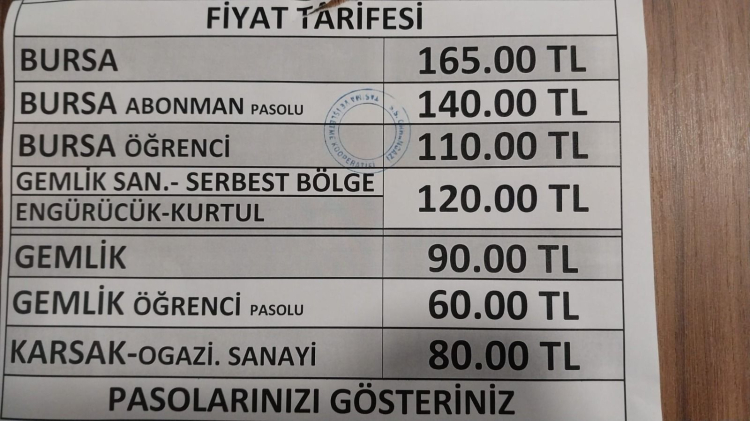 FİYAT TARİFESİ
BURSA 165.00 TL
BURSA ABONMAN PASOLU 140.00 TL
BURSA ÖĞRENCİ 110.00 TL
GEMLİK SAN.- SERBEST BÖLGE
ENGÜRÜCÜK-KURTUL 120.00 TL
GEMLİK 90.00 TL
GEMLİK ÖĞRENCİ PASOLU 60.00 TL
KARSAK-OGAZİ. SANAYİ 80.00 TL
PASOLARINIZI GÖSTERİNİZ